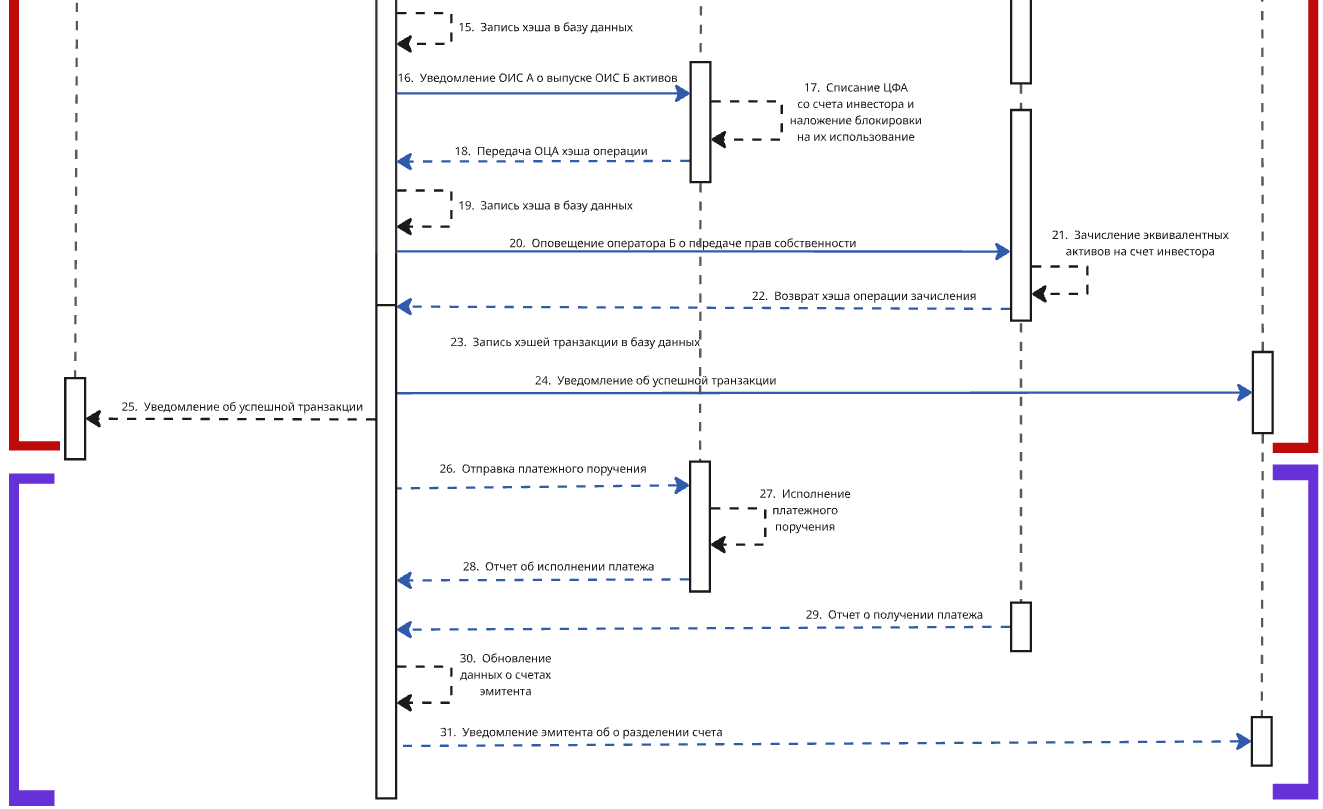 15. Запись хэша в базу данных
16. Уведомление ОИС А о выпуске ОИС Б активов
17. Списание ЦФА
со счета инвестора и
наложение блокировки
на их использование
18. Передача ОЦА хэша операции
19. Запись хэша в базу данных
20. Оповещение оператора Б о передаче прав собственности
21. Зачисление эквивалентных
активов на счет инвестора
22. Возврат хэша операции зачисления
23. Запись хэшей транзакции в базу данных
24. Уведомление об успешной транзакции
25. Уведомление об успешной транзакции
26. Отправка платежного поручения
27. Исполнение
платежного
поручения
28. Отчет об исполнении платежа
29. Отчет о получении платежа
30. Обновление
данных о счетах
эмитента
31. Уведомление эмитента об о разделении счета